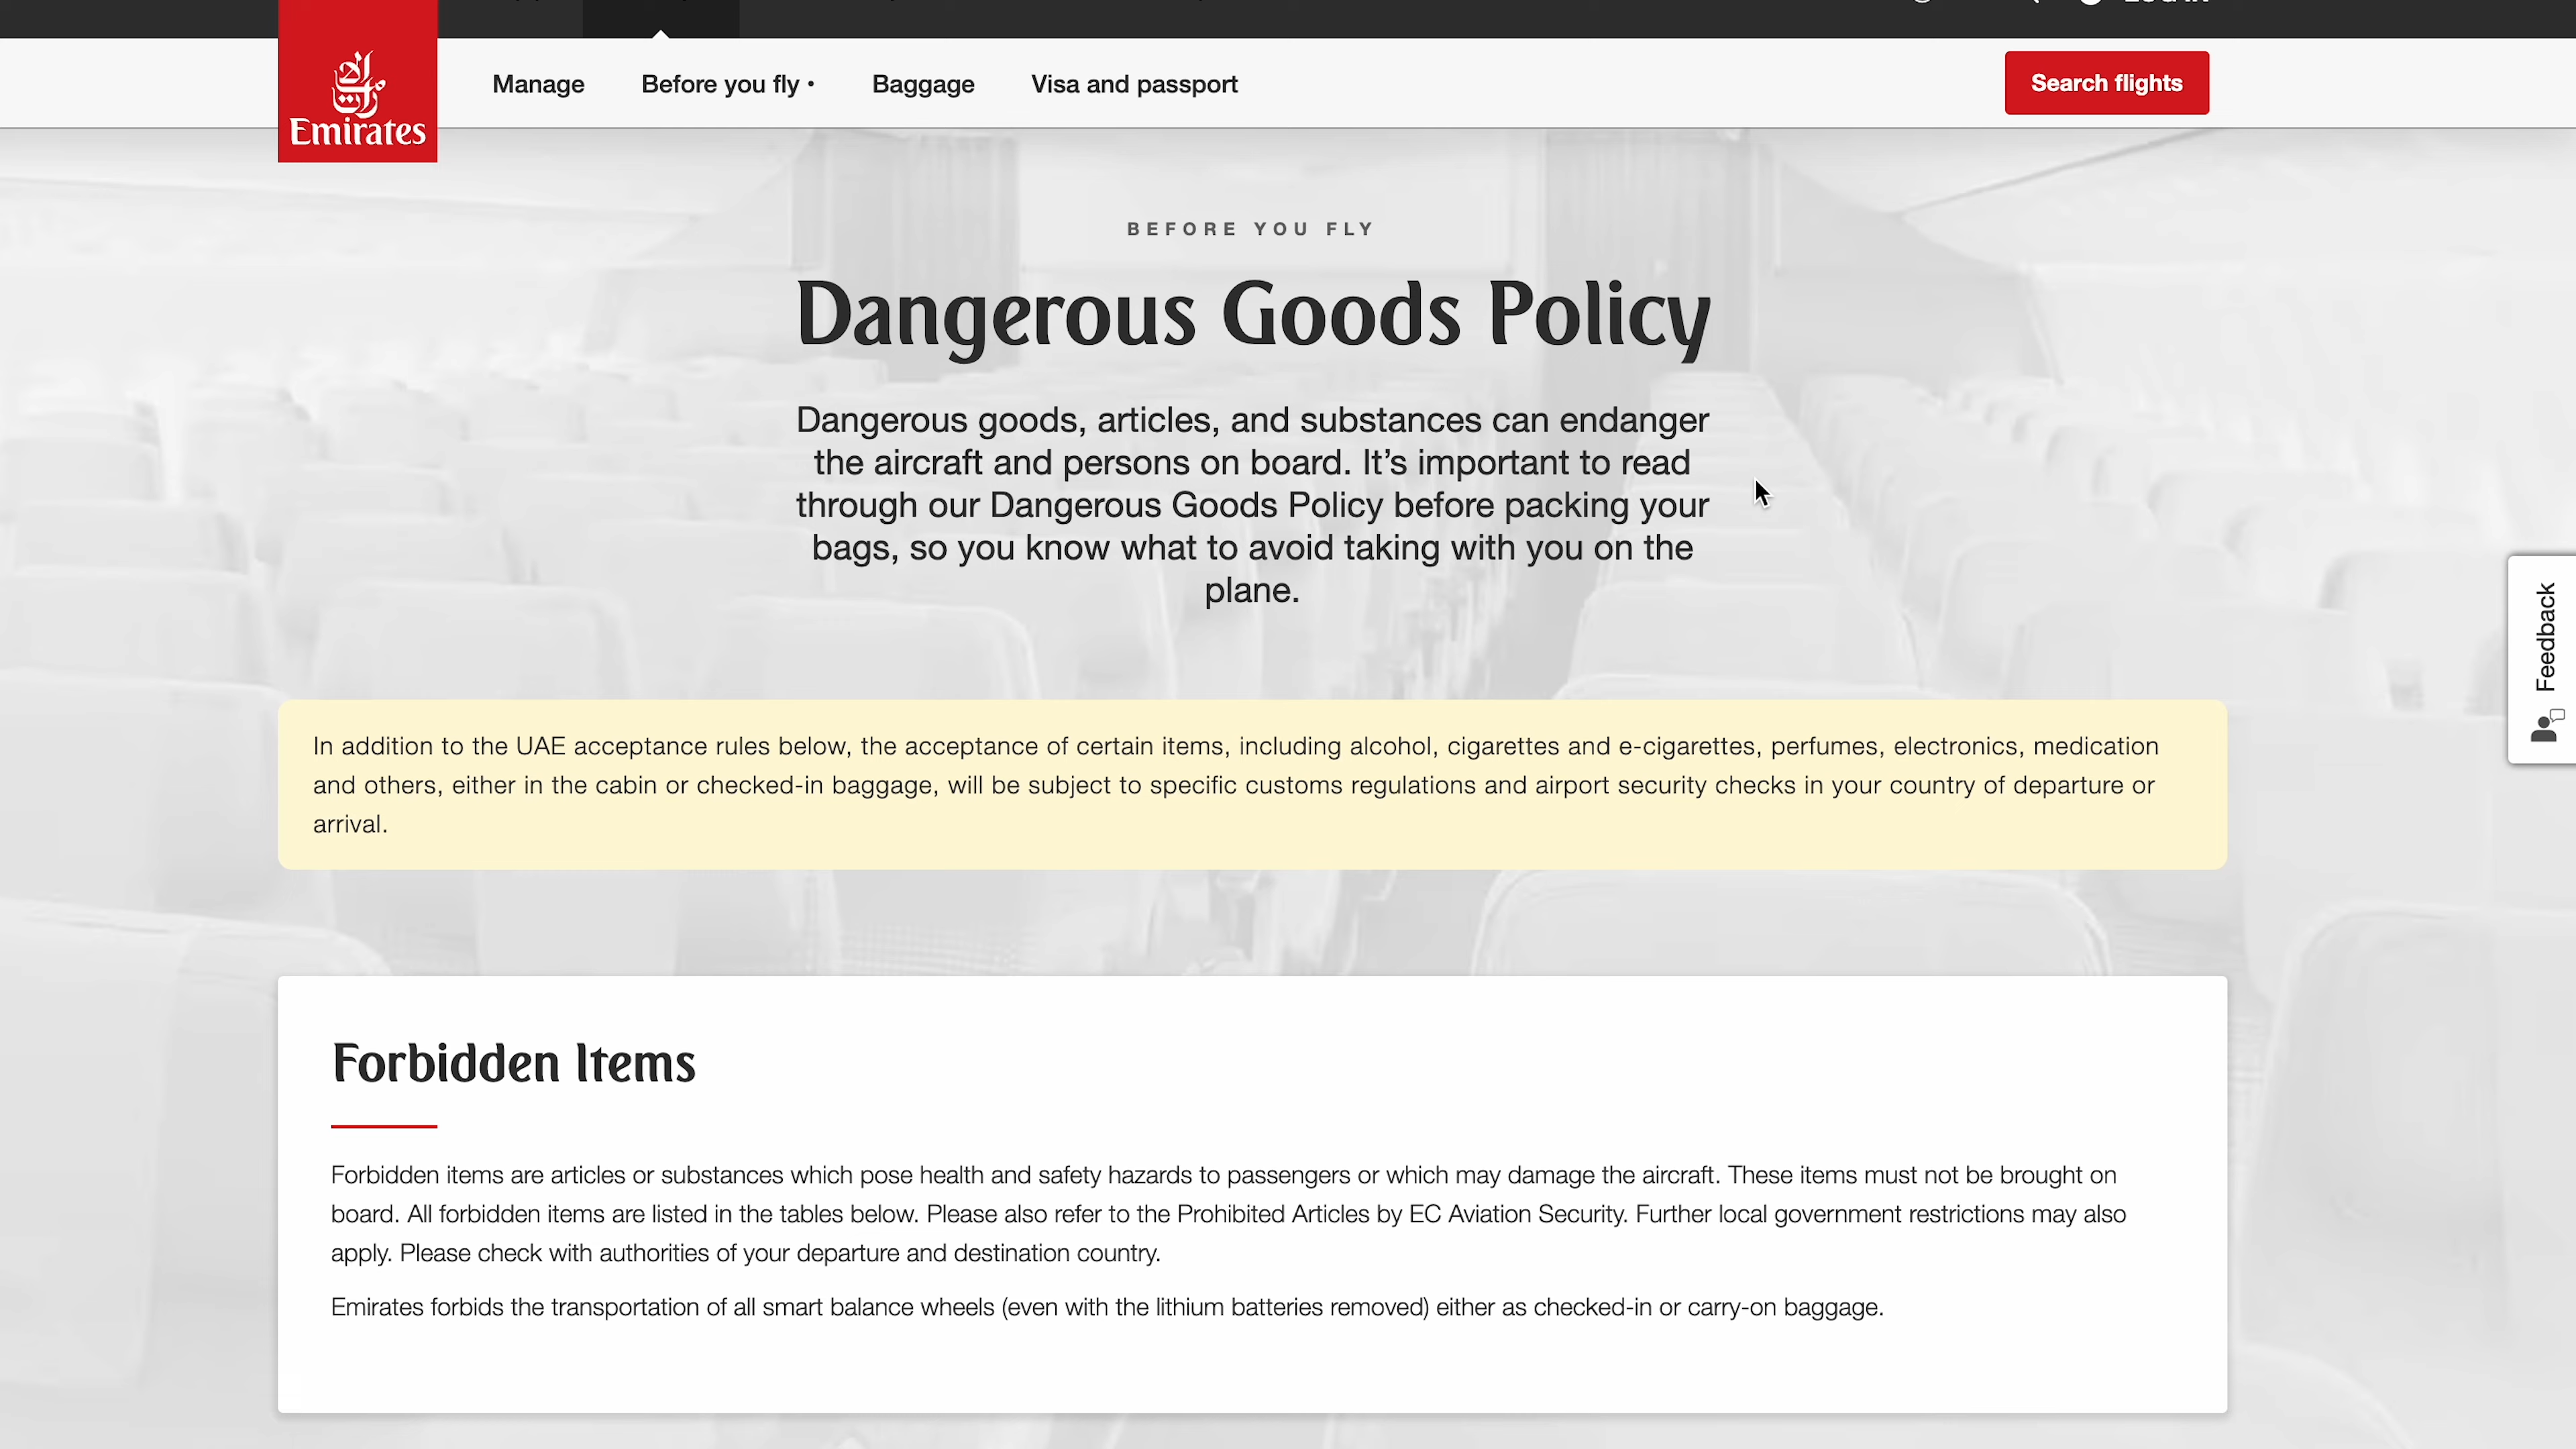 Emirates
Manage
Before you fly •
Baggage
Visa and passport
Search flights
BEFORE YOU FLY
Dangerous Goods Policy
Dangerous goods, articles, and substances can endanger
the aircraft and persons on board. It’s important to read
through our Dangerous Goods Policy before packing your
bags, so you know what to avoid taking with you on the
plane.
Feedback
In addition to the UAE acceptance rules below, the acceptance of certain items, including alcohol, cigarettes and e-cigarettes, perfumes, electronics, medication
and others, either in the cabin or checked-in baggage, will be subject to specific customs regulations and airport security checks in your country of departure or
arrival.
Forbidden Items
Forbidden items are articles or substances which pose health and safety hazards to passengers or which may damage the aircraft. These items must not be brought on
board. All forbidden items are listed in the tables below. Please also refer to the Prohibited Articles by EC Aviation Security. Further local government restrictions may also
apply. Please check with authorities of your departure and destination country.
Emirates forbids the transportation of all smart balance wheels (even with the lithium batteries removed) either as checked-in or carry-on baggage.